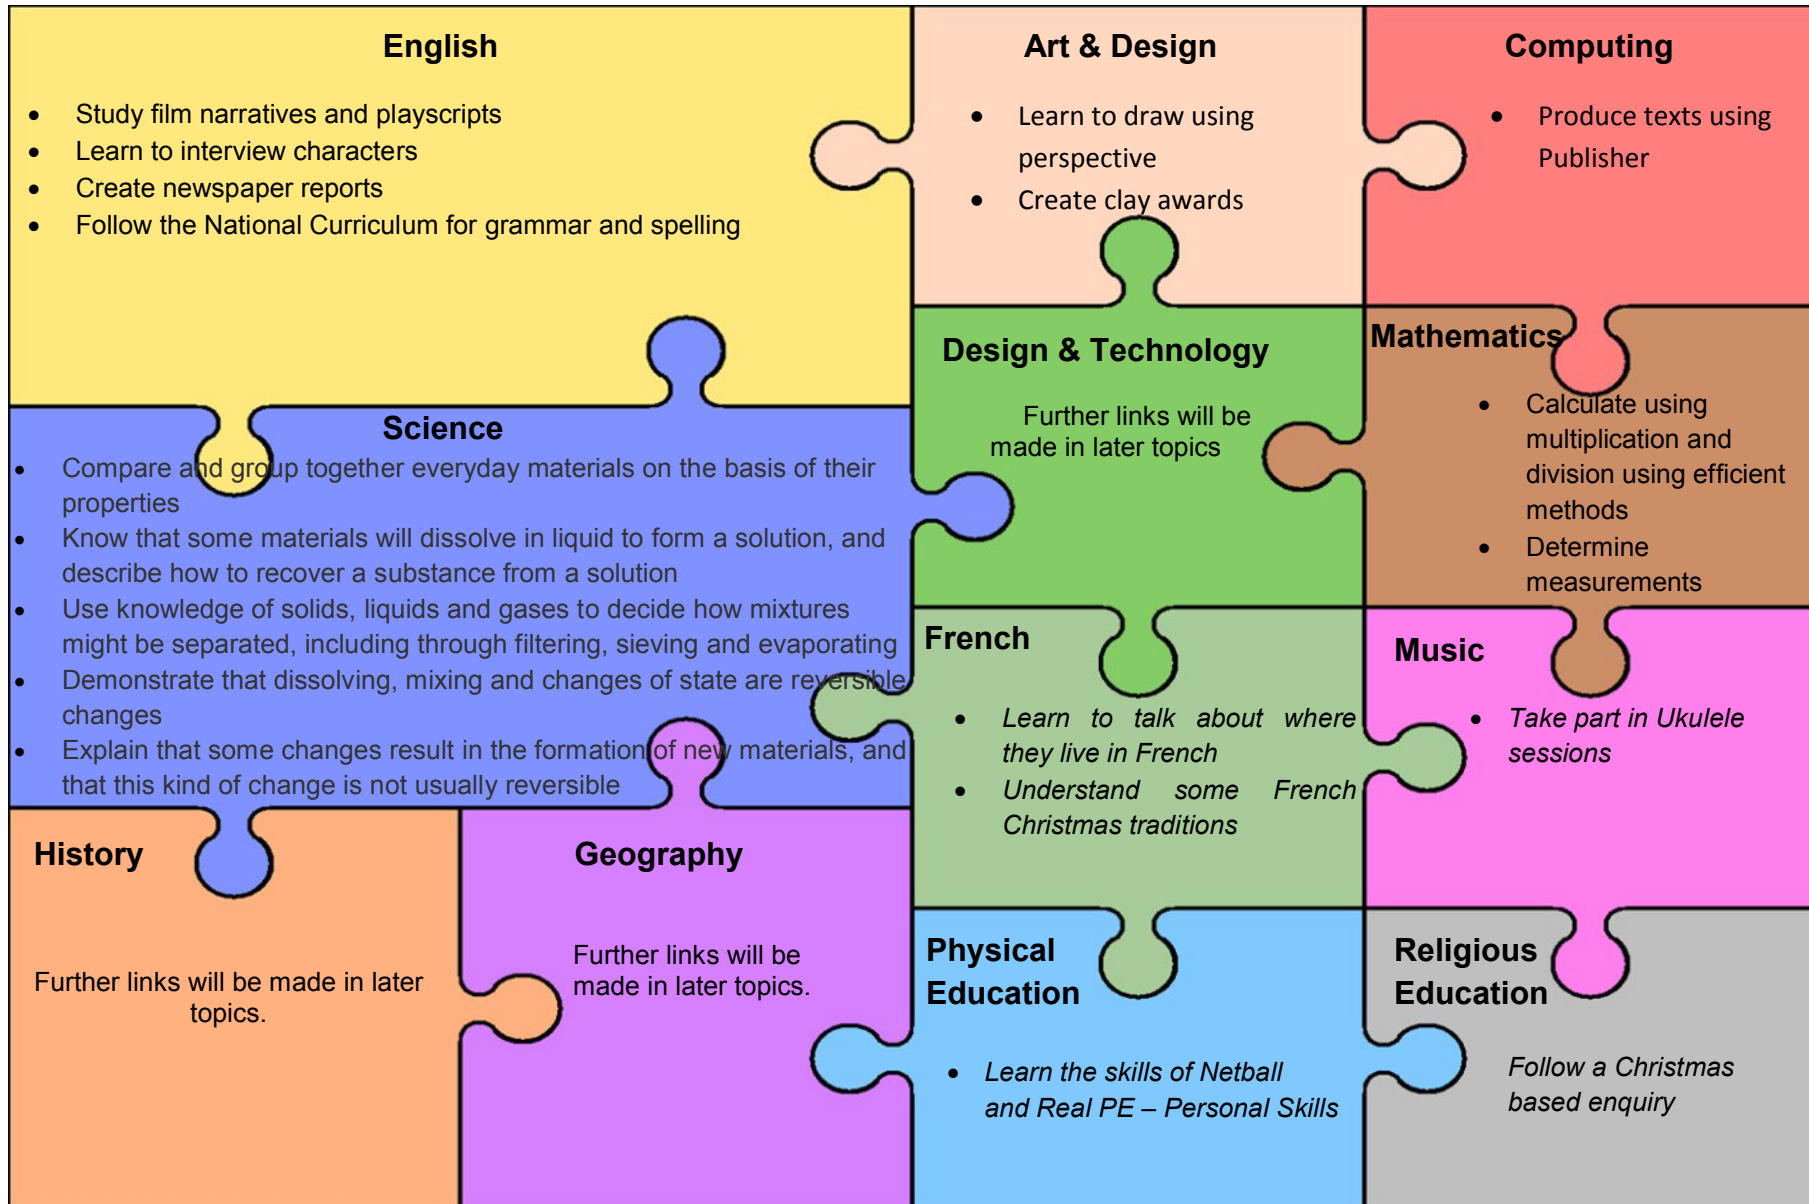 English
• Study film narratives and playscripts
• Learn to interview characters
• Create newspaper reports
• Follow the National Curriculum for grammar and spelling
Art & Design
• Learn to draw using
perspective
• Create clay awards
Computing
• Produce texts using
Publisher
Science
• Compare and group together everyday materials on the basis of their
properties
• Know that some materials will dissolve in liquid to form a solution, and
describe how to recover a substance from a solution
• Use knowledge of solids, liquids and gases to decide how mixtures
might be separated, including through filtering, sieving and evaporating
• Demonstrate that dissolving, mixing and changes of state are reversible
changes
• Explain that some changes result in the formation of new materials, and
that this kind of change is not usually reversible
Design & Technology
Further links will be
made in later topics
Mathematics
• Calculate using
multiplication and
division using efficient
methods
• Determine
measurements
French
• Learn to talk about where
they live in French
• Understand some French
Christmas traditions
Music
• Take part in Ukulele
sessions
History
Further links will be made in later
topics.
Geography
Further links will be
made in later topics.
Physical
Education
• Learn the skills of Netball
and Real PE – Personal Skills
Religious
Education
Follow a Christmas
based enquiry